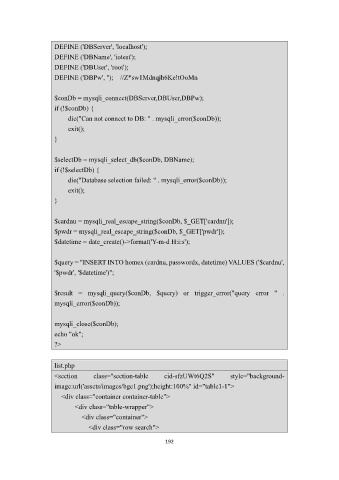 DEFINE ('DBServer', 'localhost');
DEFINE ('DBName', 'iotest');
DEFINE ('DBUser', 'root');
DEFINE ('DBPw', ''); //Z*sw1Mdnqjb6Ke!tOoMn
$conDb = mysqli_connect(DBServer,DBUser,DBPw);
if (!$conDb) {
die("Can not connect to DB: " . mysqli_error($conDb));
exit();
}
$selectDb = mysqli_select_db($conDb, DBName);
if (!$selectDb) {
die("Database selection failed: " . mysqli_error($conDb));
exit();
}
$cardnu = mysqli_real_escape_string($conDb, $_GET['cardnu']);
$pwdr = mysqli_real_escape_string($conDb, $_GET['pwdr']);
$datetime = date_create()->format('Y-m-d H:i:s');
$query = "INSERT INTO homex (cardnu, passwordx, datetime) VALUES ('$cardnu',
'$pwdr', '$datetime')";
$result = mysqli_query($conDb, $query) or trigger_error("query error " .
mysqli_error($conDb));
mysqli_close($conDb);
echo "ok";
?>
list.php
<section class="section-table cid-sfzUWt6Q2S" style="background-
image:url('assets/images/bgc1.png');height:100%" id="table1-1">
<div class="container container-table">
<div class="table-wrapper">
<div class="container">
<div class="row search">
192